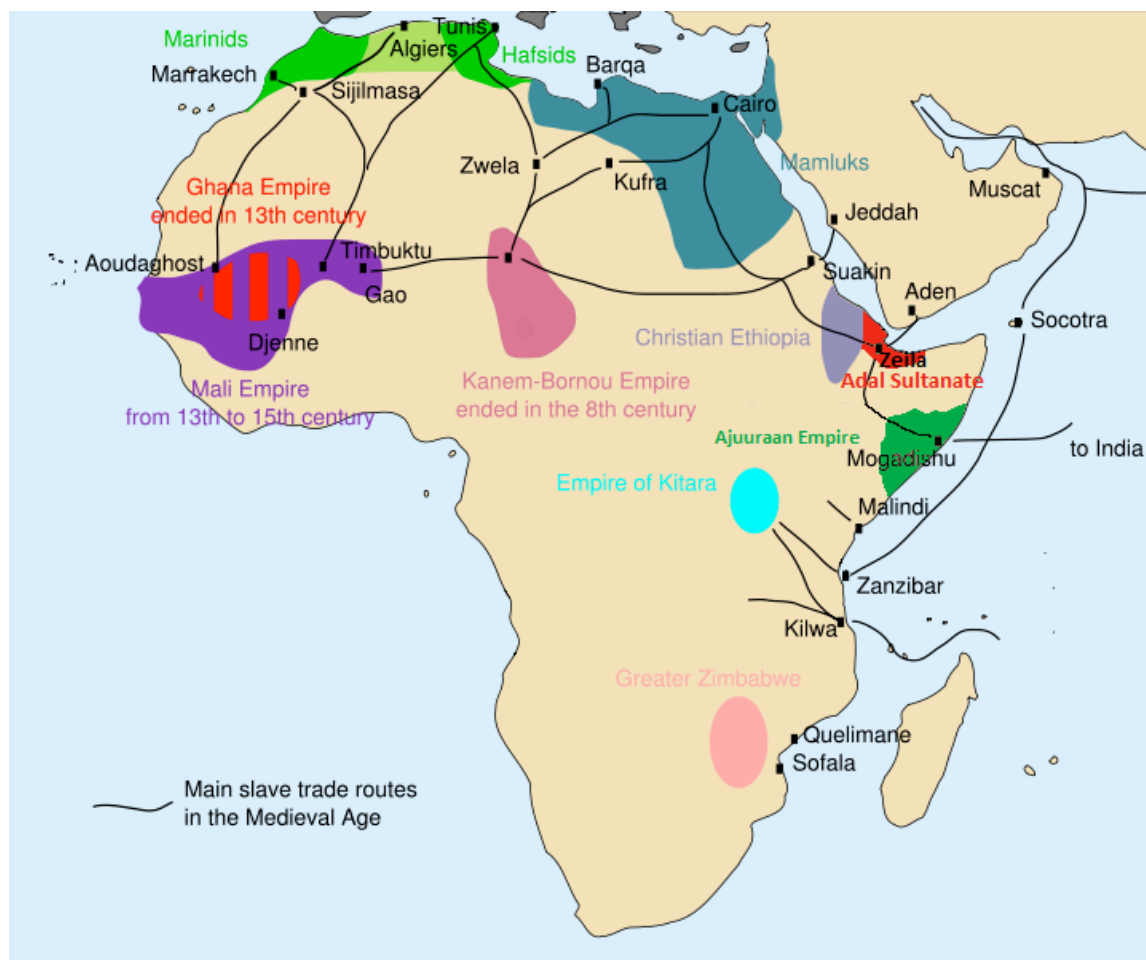 Marinids
Tunis
Algiers
Hafsids
Marrakech
Sijilmasa
Barqa
Cairo
Zwela
Kufra
Mamluks
Muscat
Ghana Empire
ended in 13th century
Jeddah
Aoudaghost
Timbuktu
Gao
Suakin
Aden
Socotra
Djenne
Christian Ethiopia
Zeila
Adal Sultanate
Mali Empire
from 13th to 15th century
Kanem-Bornou Empire
ended in the 8th century
Ajuuraan Empire
Mogadishu
to India
Empire of Kitara
Malindi
Zanzibar
Kilwa
Greater Zimbabwe
Quelimane
Sofala
Main slave trade routes
in the Medieval Age